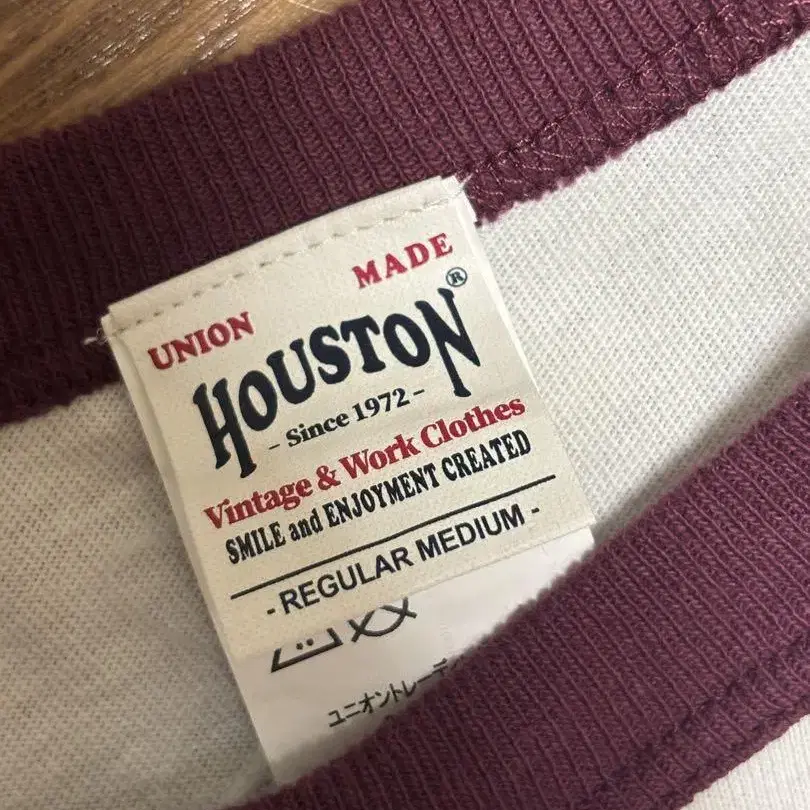 UNION MADE
HOUSTON®
- Since 1972 -
Vintage & Work Clothes
SMILE and ENJOYMENT CREATED
- REGULAR MEDIUM -
ユニオントレーデ